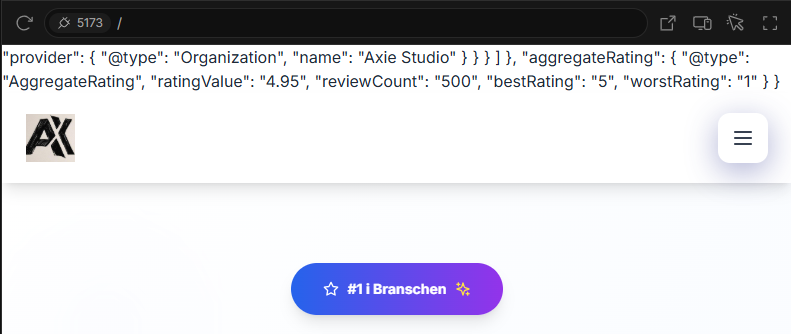 5173 /
"provider": { "@type": "Organization", "name": "Axie Studio" } } } ] }, "aggregateRating": { "@type":
"AggregateRating", "ratingValue": "4.95", "reviewCount": "500", "bestRating": "5", "worstRating": "1" } }
AX
#1 i Branschen